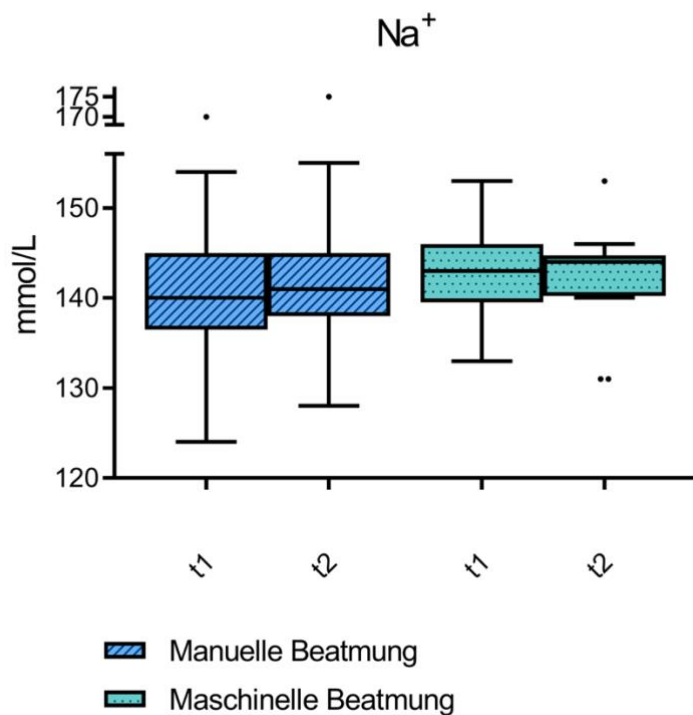 Na⁺
175
170
150
140
130
120
mmol/L
t1 t2 t1 t2
Manuelle Beatmung
Maschinelle Beatmung